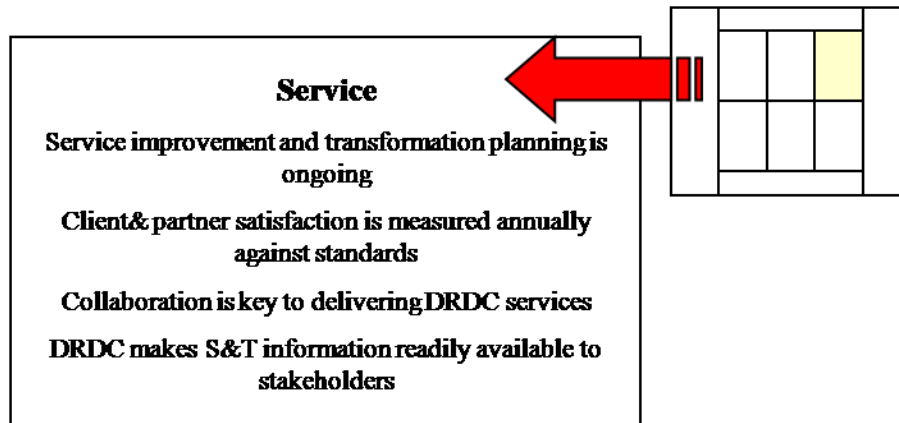 Service
Service improvement and transformation planning is
ongoing
Client& partner satisfaction is measured annually
against standards
Collaboration is key to delivering DRDC services
DRDC makes S&T information readily available to
stakeholders